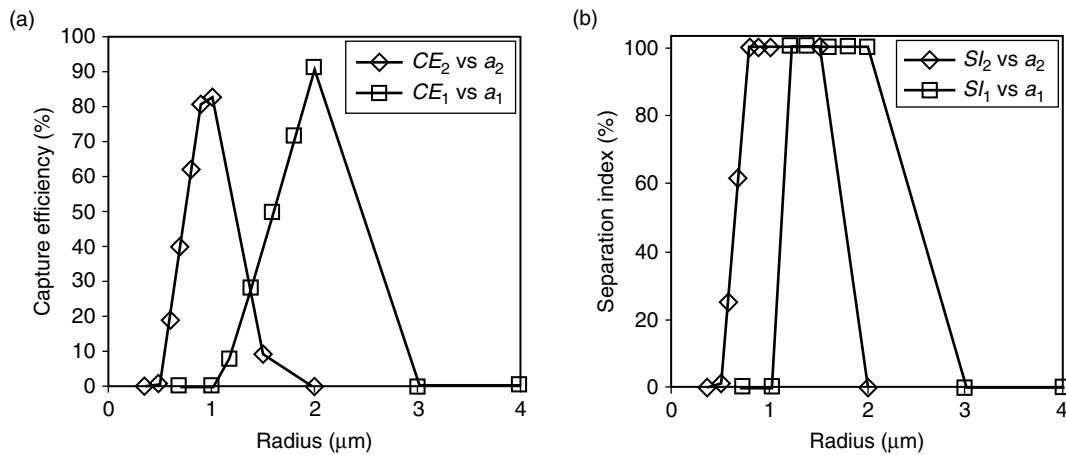 (a)
100
90
80
70
60
50
40
30
20
10
0
Capture efficiency (%)
CE2 vs a2
CE1 vs a1
0 1 2 3 4
Radius (μm)
(b)
100
80
60
40
20
0
Separation index (%)
SI2 vs a2
SI1 vs a1
0 1 2 3 4
Radius (μm)